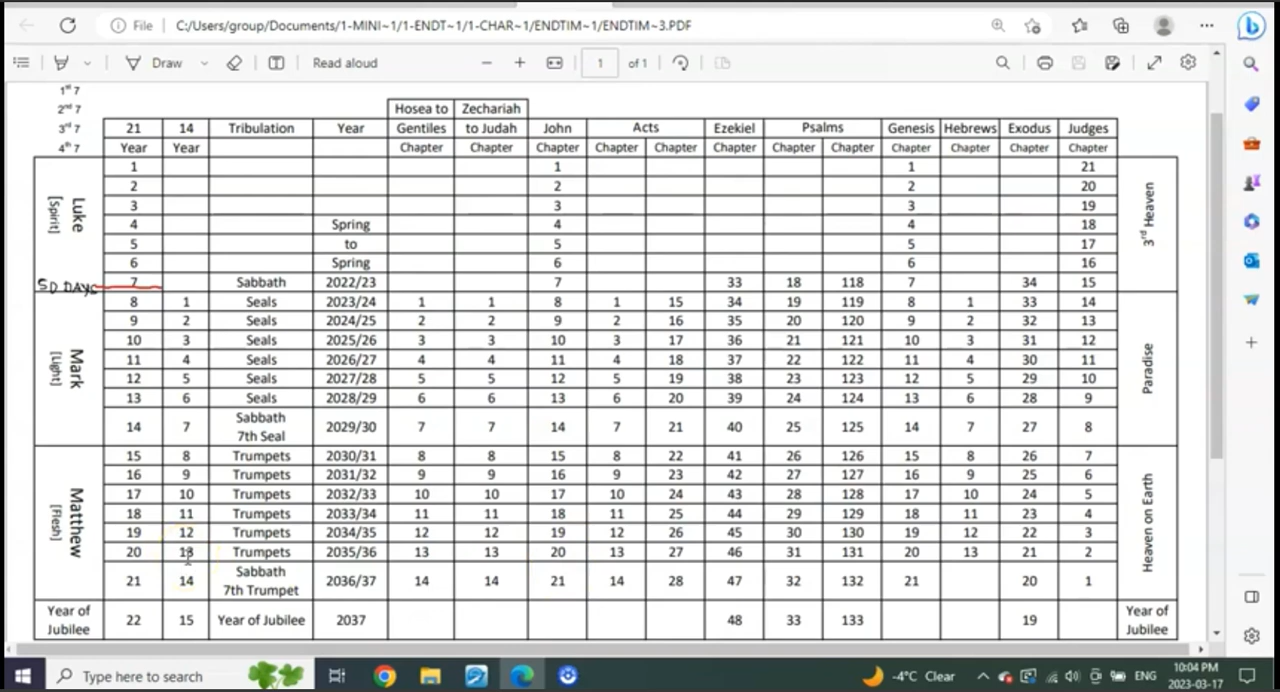 File C:/Users/group/Documents/1-MINI~1/1-ENDT~1/1-CHAR~1/ENDTIM~1/ENDTIM~3.PDF
Draw Read aloud 1 of 1
1st 7
2nd 7 Hosea to Zechariah
3rd 7 21 14 Tribulation Year Gentiles to Judah John Acts Ezekiel Psalms Genesis Hebrews Exodus Judges
4th 7 Year Year Chapter Chapter Chapter Chapter Chapter Chapter Chapter Chapter Chapter Chapter Chapter Chapter
Luke [Spirit] 3rd Heaven
1 1 1 21
2 2 2 20
3 3 3 19
4 Spring 4 4 18
5 to 5 5 17
6 Spring 6 6 16
50 DAYS 7 Sabbath 2022/23 7 33 18 118 7 34 15
Mark [Light] Paradise
8 1 Seals 2023/24 1 1 8 1 15 34 19 119 8 1 33 14
9 2 Seals 2024/25 2 2 9 2 16 35 20 120 9 2 32 13
10 3 Seals 2025/26 3 3 10 3 17 36 21 121 10 3 31 12
11 4 Seals 2026/27 4 4 11 4 18 37 22 122 11 4 30 11
12 5 Seals 2027/28 5 5 12 5 19 38 23 123 12 5 29 10
13 6 Seals 2028/29 6 6 13 6 20 39 24 124 13 6 28 9
14 7 Sabbath 7th Seal 2029/30 7 7 14 7 21 40 25 125 14 7 27 8
Matthew [Flesh] Heaven on Earth
15 8 Trumpets 2030/31 8 8 15 8 22 41 26 126 15 8 26 7
16 9 Trumpets 2031/32 9 9 16 9 23 42 27 127 16 9 25 6
17 10 Trumpets 2032/33 10 10 17 10 24 43 28 128 17 10 24 5
18 11 Trumpets 2033/34 11 11 18 11 25 44 29 129 18 11 23 4
19 12 Trumpets 2034/35 12 12 19 12 26 45 30 130 19 12 22 3
20 13 Trumpets 2035/36 13 13 20 13 27 46 31 131 20 13 21 2
21 14 Sabbath 7th Trumpet 2036/37 14 14 21 14 28 47 32 132 21 20 1
Year of Jubilee 22 15 Year of Jubilee 2037 48 33 133 19 Year of Jubilee
Type here to search -4°C Clear ENG 10:04 PM
2023-03-17